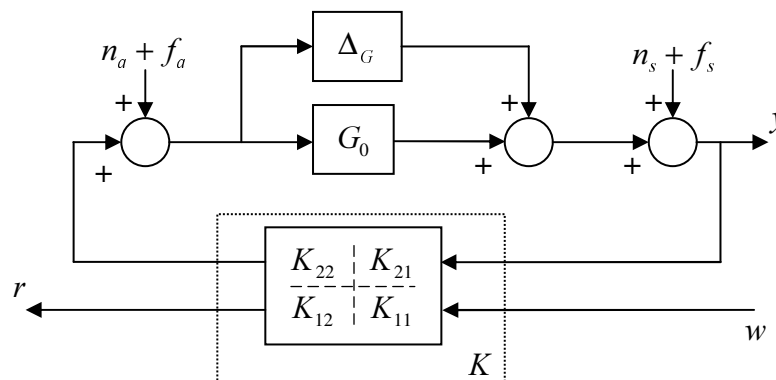 Δ_G
n_a + f_a
n_s + f_s
+
+
+
+
+
+
G_0
y
K_22 K_21
K_12 K_11
r
w
K